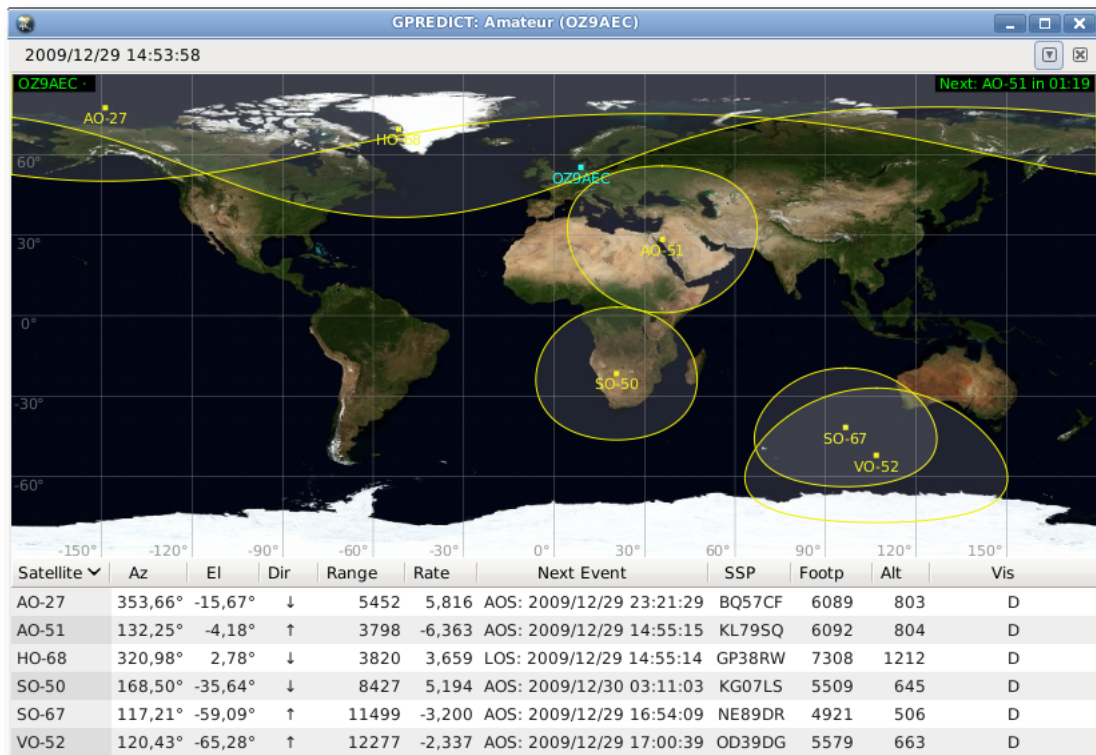 GPREDICT: Amateur (OZ9AEC)
2009/12/29 14:53:58
OZ9AEC ·
Next: AO-51 in 01:19
AO-27
HO-68
60°
OZ9AEC
30°
AO-51
0°
SO-50
-30°
SO-67
VO-52
-60°
-150° -120° -90° -60° -30° 0° 30° 60° 90° 120° 150°
Satellite Az El Dir Range Rate Next Event SSP Footp Alt Vis
AO-27 353,66° -15,67° ↓ 5452 5,816 AOS: 2009/12/29 23:21:29 BQ57CF 6089 803 D
AO-51 132,25° -4,18° ↑ 3798 -6,363 AOS: 2009/12/29 14:55:15 KL79SQ 6092 804 D
HO-68 320,98° 2,78° ↓ 3820 3,659 LOS: 2009/12/29 14:55:14 GP38RW 7308 1212 D
SO-50 168,50° -35,64° ↓ 8427 5,194 AOS: 2009/12/30 03:11:03 KG07LS 5509 645 D
SO-67 117,21° -59,09° ↑ 11499 -3,200 AOS: 2009/12/29 16:54:09 NE89DR 4921 506 D
VO-52 120,43° -65,28° ↑ 12277 -2,337 AOS: 2009/12/29 17:00:39 OD39DG 5579 663 D